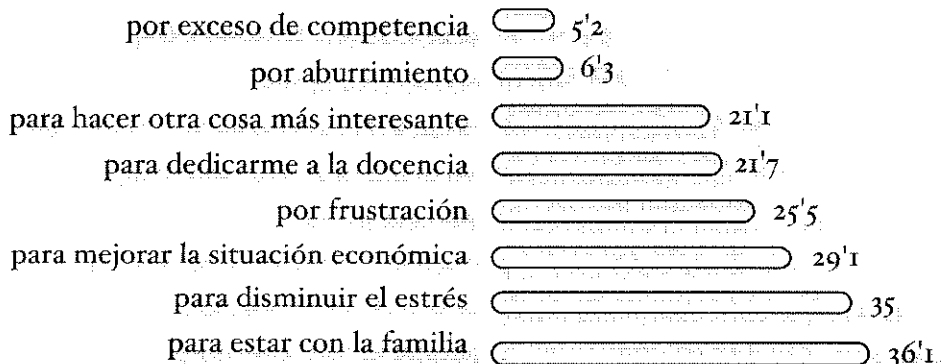 por exceso de competencia 5'2
por aburrimiento 6'3
para hacer otra cosa más interesante 21'1
para dedicarme a la docencia 21'7
por frustración 25'5
para mejorar la situación económica 29'1
para disminuir el estrés 35
para estar con la familia 36'1